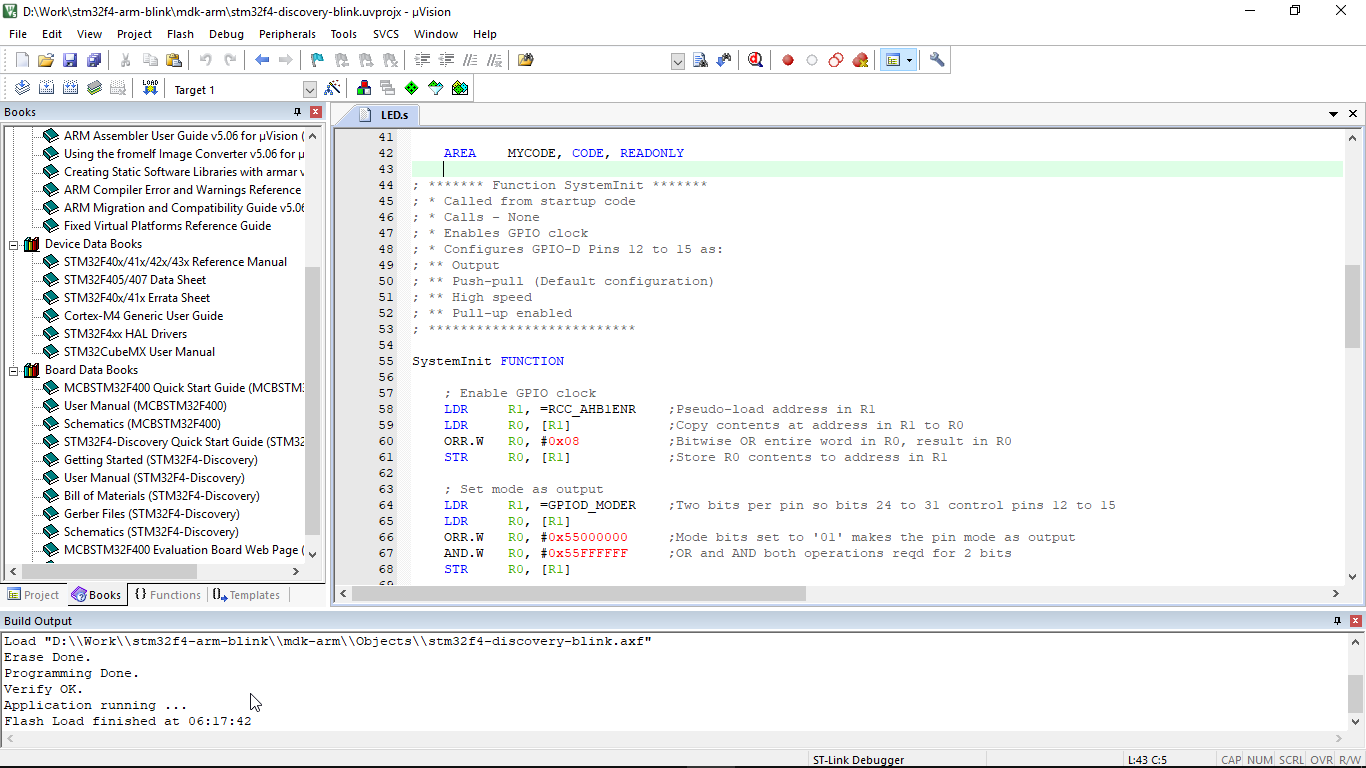 D:\Work\stm32f4-arm-blink\mdk-arm\stm32f4-discovery-blink.uvprojx - µVision
File Edit View Project Flash Debug Peripherals Tools SVCS Window Help
LOAD Target 1
Books
ARM Assembler User Guide v5.06 for µVision (
Using the fromelf Image Converter v5.06 for µ
Creating Static Software Libraries with armar v
ARM Compiler Error and Warnings Reference
ARM Migration and Compatibility Guide v5.06
Fixed Virtual Platforms Reference Guide
Device Data Books
STM32F40x/41x/42x/43x Reference Manual
STM32F405/407 Data Sheet
STM32F40x/41x Errata Sheet
Cortex-M4 Generic User Guide
STM32F4xx HAL Drivers
STM32CubeMX User Manual
Board Data Books
MCBSTM32F400 Quick Start Guide (MCBSTM
User Manual (MCBSTM32F400)
Schematics (MCBSTM32F400)
STM32F4-Discovery Quick Start Guide (STM32
Getting Started (STM32F4-Discovery)
User Manual (STM32F4-Discovery)
Bill of Materials (STM32F4-Discovery)
Gerber Files (STM32F4-Discovery)
Schematics (STM32F4-Discovery)
MCBSTM32F400 Evaluation Board Web Page (
Project Books {} Functions Templates
LED.s
41
42 AREA MYCODE, CODE, READONLY
43
44 ; ******* Function SystemInit *******
45 ; * Called from startup code
46 ; * Calls - None
47 ; * Enables GPIO clock
48 ; * Configures GPIO-D Pins 12 to 15 as:
49 ; ** Output
50 ; ** Push-pull (Default configuration)
51 ; ** High speed
52 ; ** Pull-up enabled
53 ; **************************
54
55 SystemInit FUNCTION
56
57 ; Enable GPIO clock
58 LDR R1, =RCC_AHB1ENR ;Pseudo-load address in R1
59 LDR R0, [R1] ;Copy contents at address in R1 to R0
60 ORR.W R0, #0x08 ;Bitwise OR entire word in R0, result in R0
61 STR R0, [R1] ;Store R0 contents to address in R1
62
63 ; Set mode as output
64 LDR R1, =GPIOD_MODER ;Two bits per pin so bits 24 to 31 control pins 12 to 15
65 LDR R0, [R1]
66 ORR.W R0, #0x55000000 ;Mode bits set to '01' makes the pin mode as output
67 AND.W R0, #0x55FFFFFF ;OR and AND both operations reqd for 2 bits
68 STR R0, [R1]
69
Build Output
Load "D:\\Work\\stm32f4-arm-blink\\mdk-arm\\Objects\\stm32f4-discovery-blink.axf"
Erase Done.
Programming Done.
Verify OK.
Application running ...
Flash Load finished at 06:17:42
ST-Link Debugger L:43 C:5 CAP NUM SCRL OVR R/W